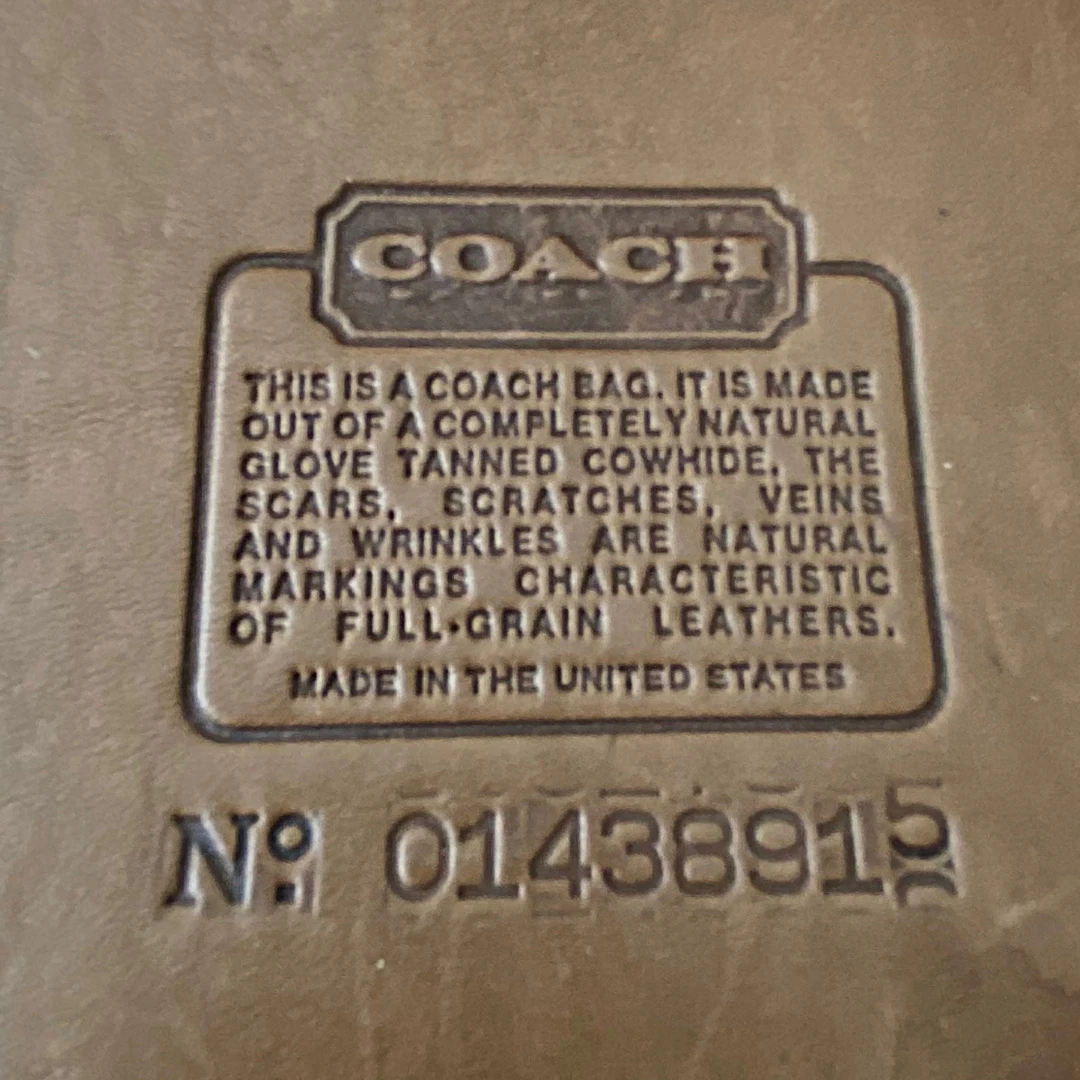 COACH
THIS IS A COACH BAG. IT IS MADE
OUT OF A COMPLETELY NATURAL
GLOVE TANNED COWHIDE, THE
SCARS, SCRATCHES, VEINS
AND WRINKLES ARE NATURAL
MARKINGS CHARACTERISTIC
OF FULL·GRAIN LEATHERS.
MADE IN THE UNITED STATES
Nº 01438915